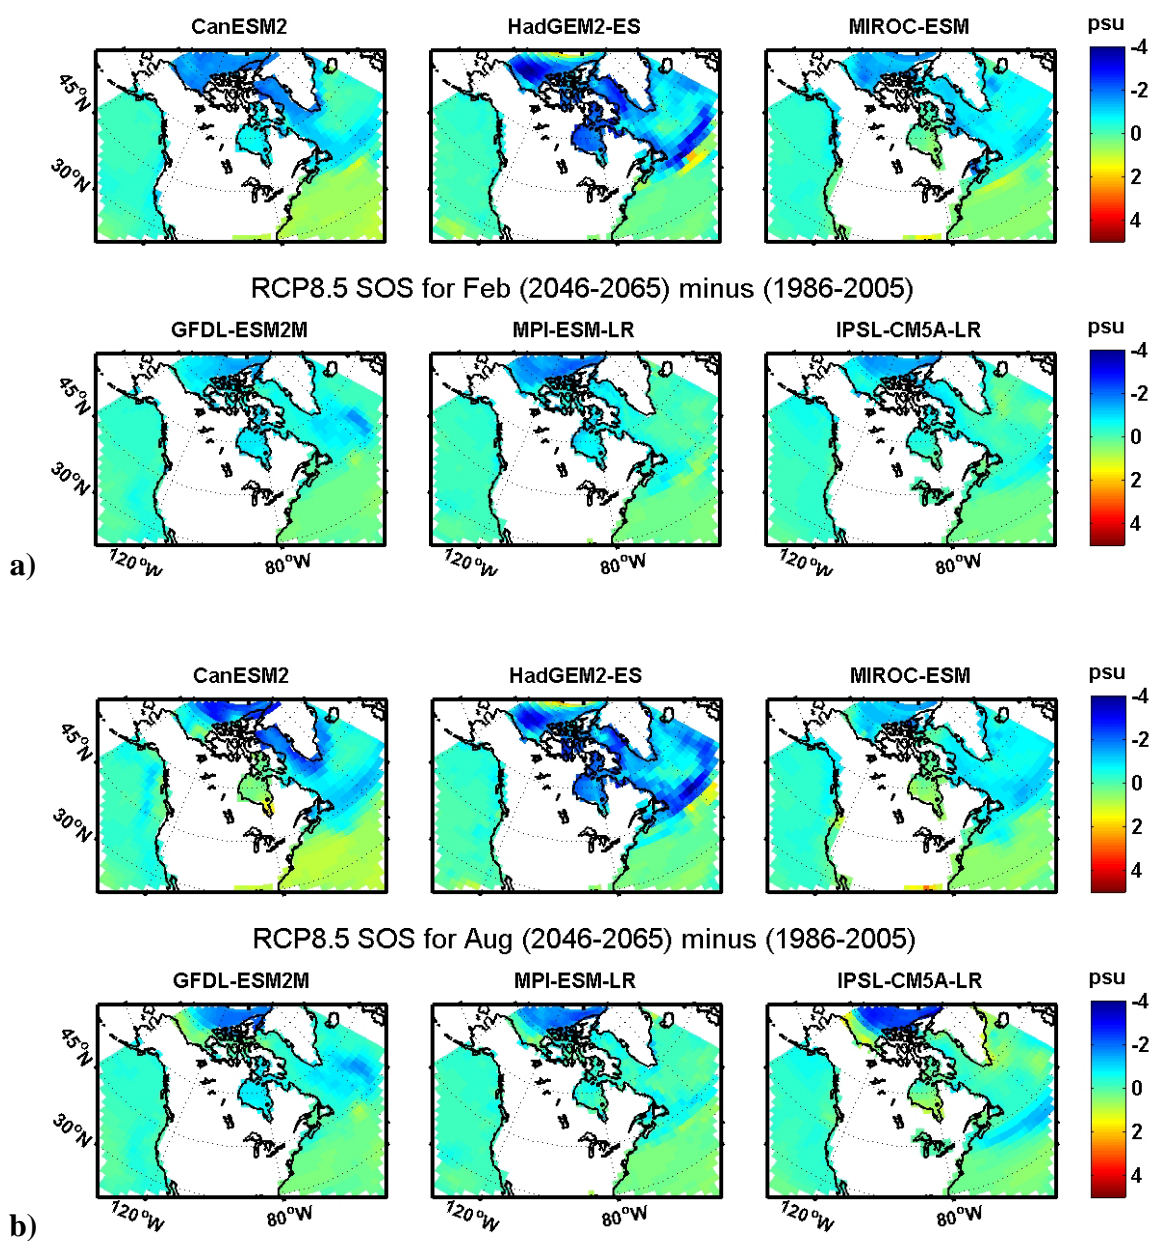 CanESM2 HadGEM2-ES MIROC-ESM psu
-4
-2
0
2
4
45°N
30°N
RCP8.5 SOS for Feb (2046-2065) minus (1986-2005)
GFDL-ESM2M MPI-ESM-LR IPSL-CM5A-LR psu
-4
-2
0
2
4
45°N
30°N
120°W 80°W 120°W 80°W 120°W 80°W
a)
CanESM2 HadGEM2-ES MIROC-ESM psu
-4
-2
0
2
4
45°N
30°N
RCP8.5 SOS for Aug (2046-2065) minus (1986-2005)
GFDL-ESM2M MPI-ESM-LR IPSL-CM5A-LR psu
-4
-2
0
2
4
45°N
30°N
120°W 80°W 120°W 80°W 120°W 80°W
b)